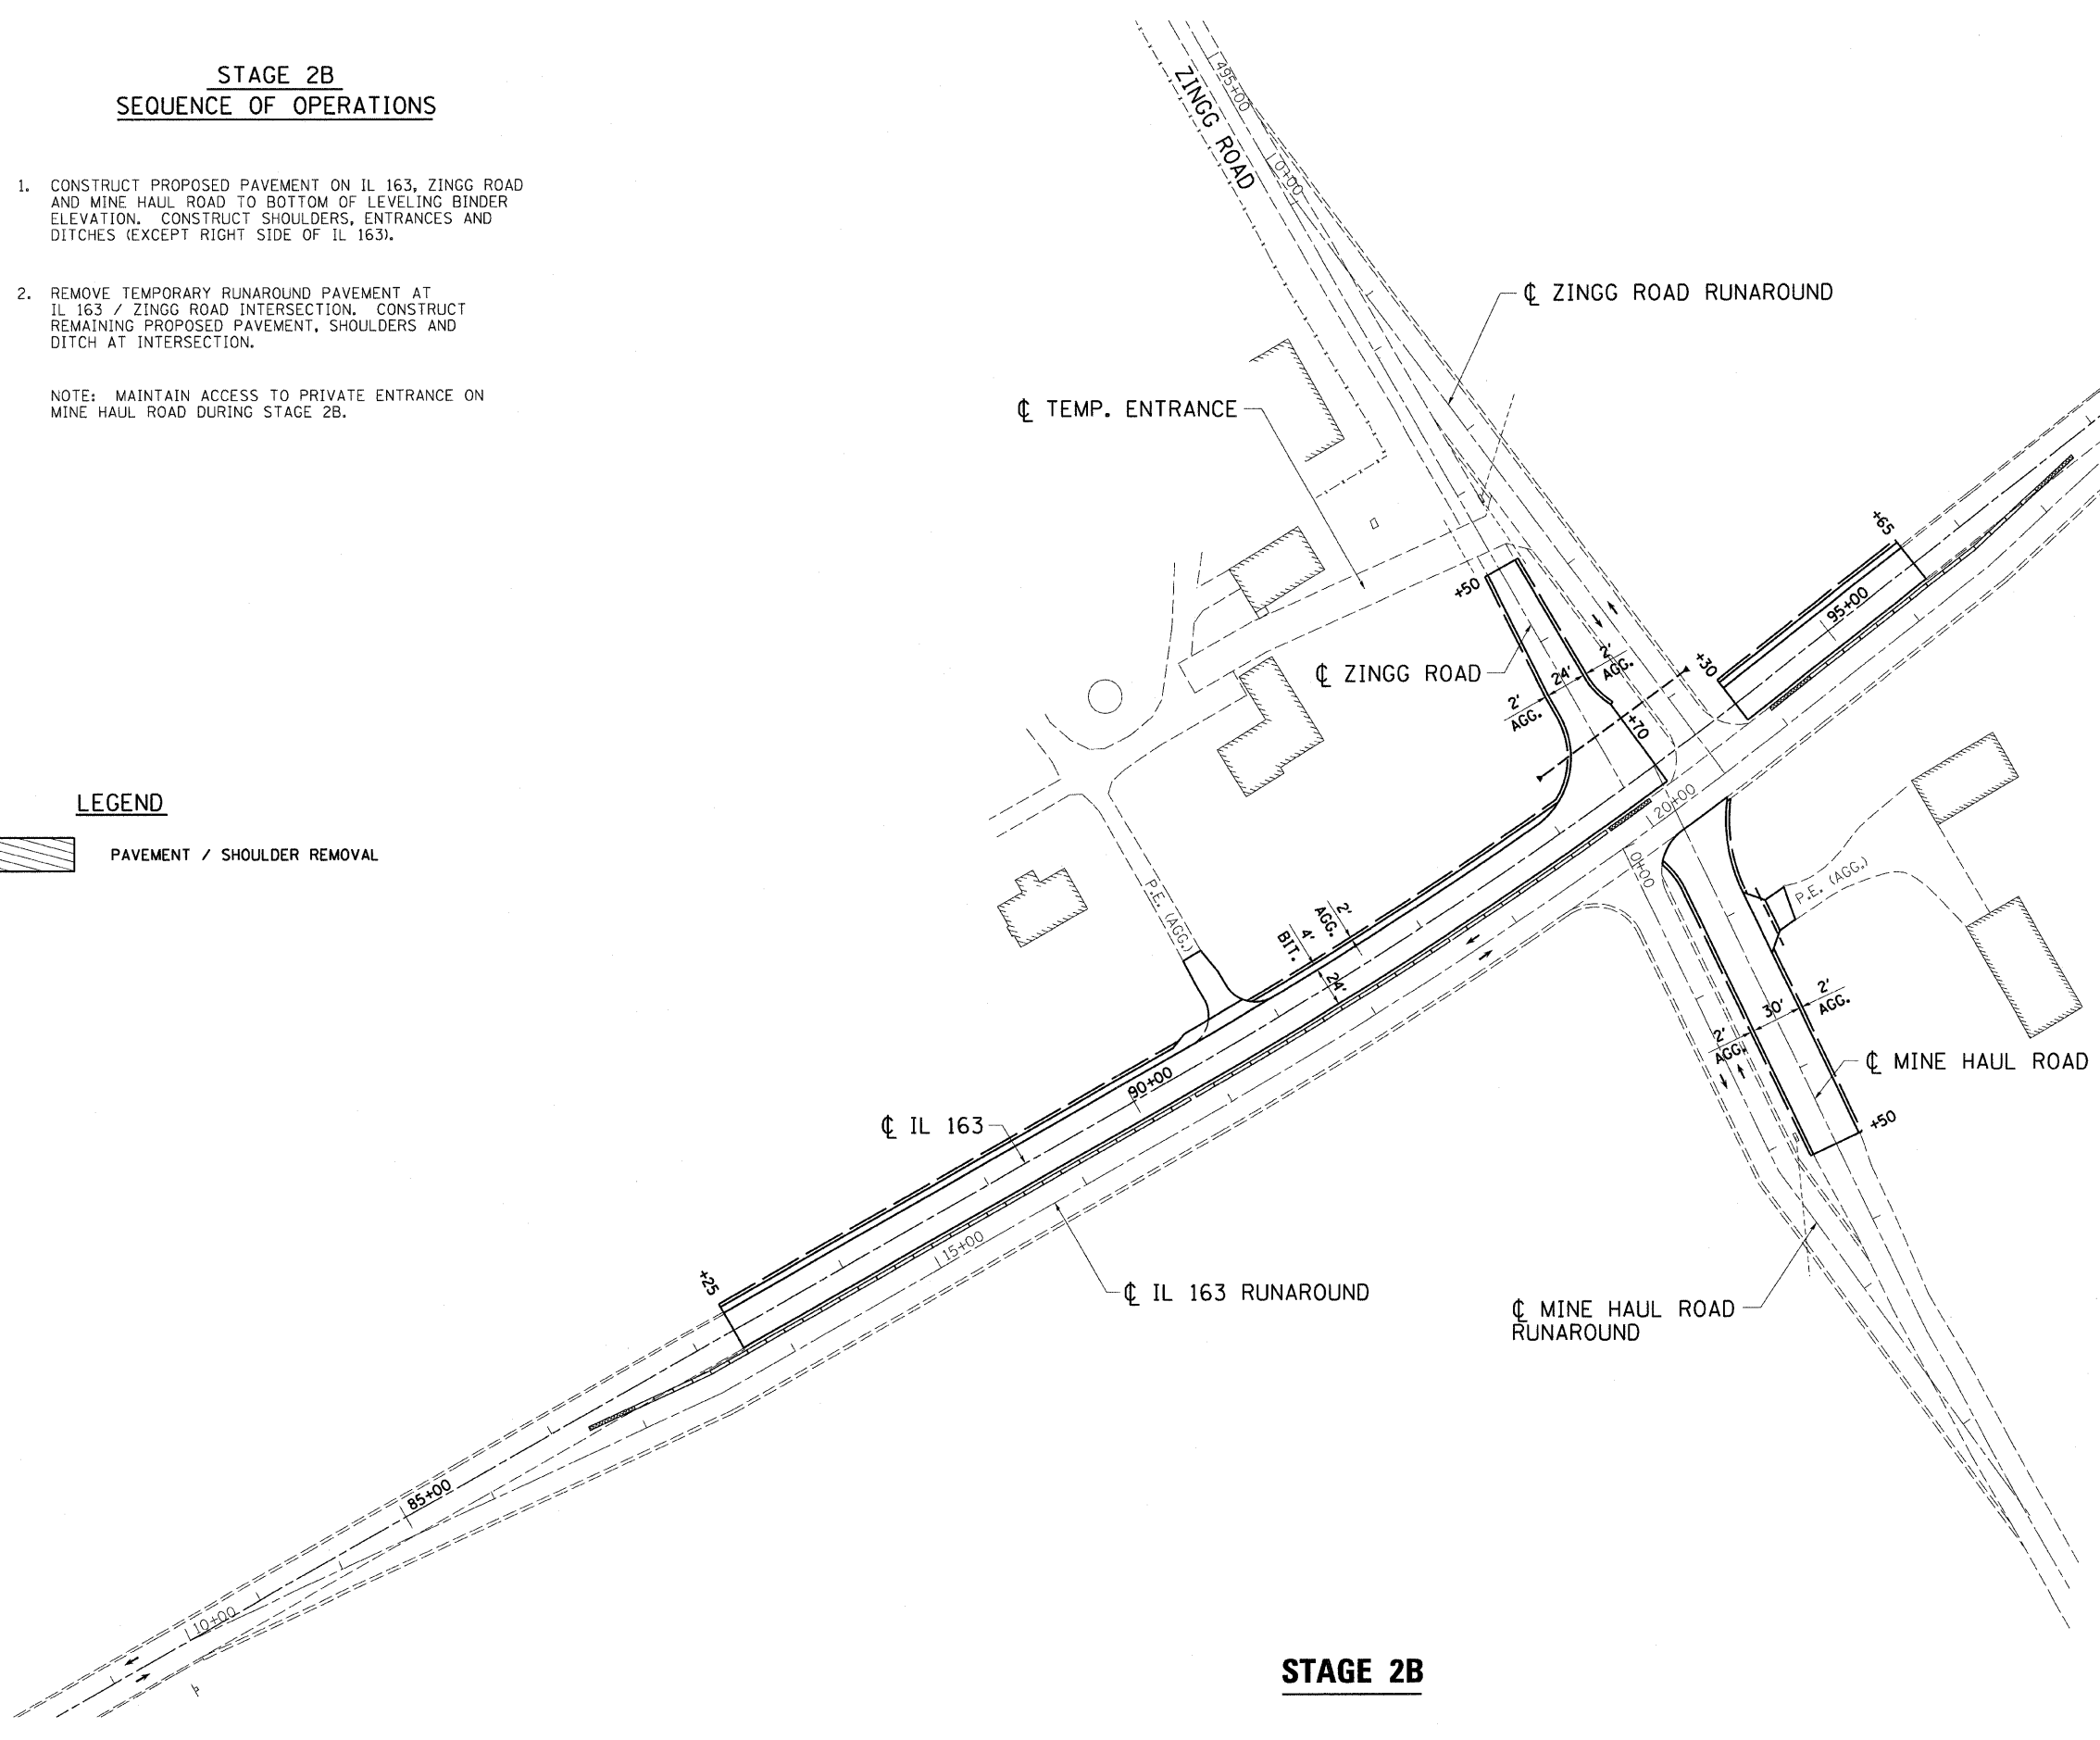 STAGE 2B
SEQUENCE OF OPERATIONS
1. CONSTRUCT PROPOSED PAVEMENT ON IL 163, ZINGG ROAD
AND MINE HAUL ROAD TO BOTTOM OF LEVELING BINDER
ELEVATION. CONSTRUCT SHOULDERS, ENTRANCES AND
DITCHES (EXCEPT RIGHT SIDE OF IL 163).
2. REMOVE TEMPORARY RUNAROUND PAVEMENT AT
IL 163 / ZINGG ROAD INTERSECTION. CONSTRUCT
REMAINING PROPOSED PAVEMENT, SHOULDERS AND
DITCH AT INTERSECTION.
NOTE: MAINTAIN ACCESS TO PRIVATE ENTRANCE ON
MINE HAUL ROAD DURING STAGE 2B.
LEGEND
PAVEMENT / SHOULDER REMOVAL
495+00
ZINGG ROAD
0+00
℄ ZINGG ROAD RUNAROUND
℄ TEMP. ENTRANCE
+65
+50
95+00
+30
℄ ZINGG ROAD
2'
AGG.
24'
2'
AGG.
+70
20+00
0+00
P.E. (AGG.)
P.E. (AGG.)
2'
AGG.
4'
BIT.
24'
2'
AGG.
30'
2'
AGG.
℄ MINE HAUL ROAD
+50
90+00
℄ IL 163
15+00
+25
℄ IL 163 RUNAROUND
℄ MINE HAUL ROAD
RUNAROUND
85+00
10+00
STAGE 2B